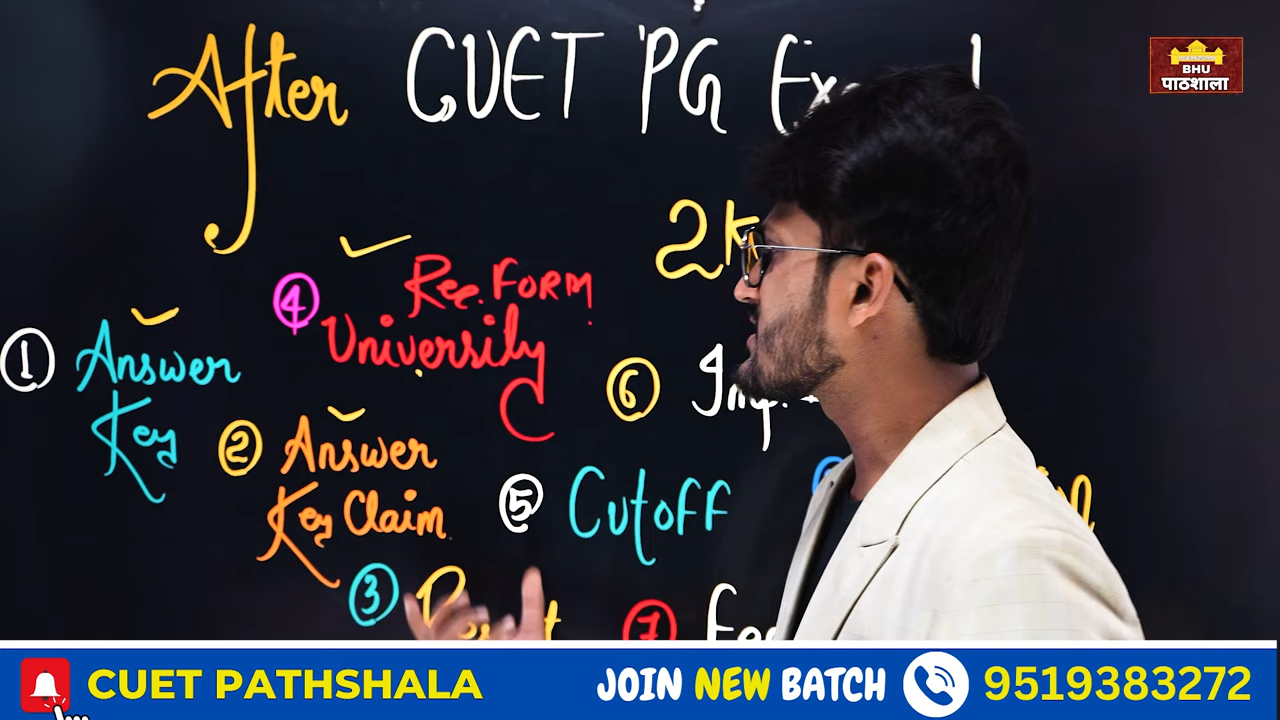 After CUET PG
BHU
पाठशाला
① Answer
Key
② Answer
Key Claim
③
④ Reg. FORM
University
C
⑤ Cutoff
⑥
⑦
CUET PATHSHALA
JOIN NEW BATCH
9519383272